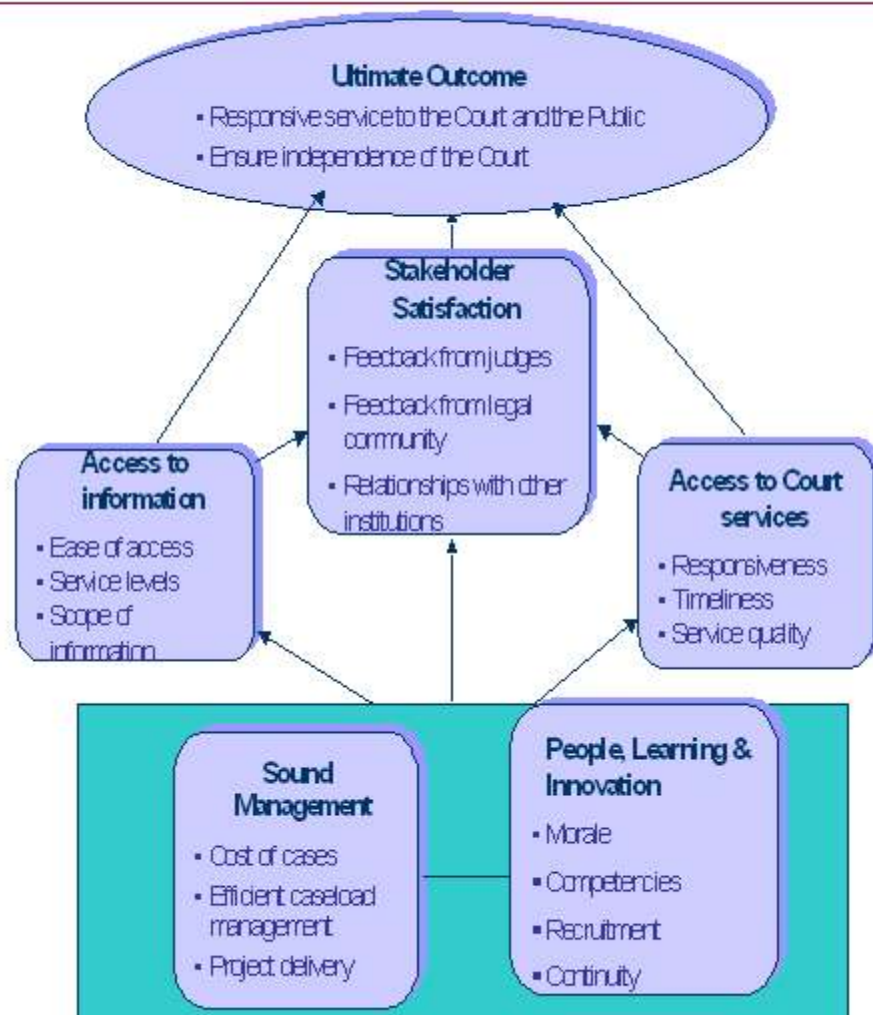 Ultimate Outcome
▪ Responsive service to the Court and the Public
▪ Ensure independence of the Court
Stakeholder
Satisfaction
▪ Feedback from judges
▪ Feedback from legal
community
▪ Relationships with other
institutions
Access to
information
▪ Ease of access
▪ Service levels
▪ Scope of
information
Access to Court
services
▪ Responsiveness
▪ Timeliness
▪ Service quality
Sound
Management
▪ Cost of cases
▪ Efficient caseload
management
▪ Project delivery
People, Learning &
Innovation
▪ Morale
▪ Competencies
▪ Recruitment
▪ Continuity